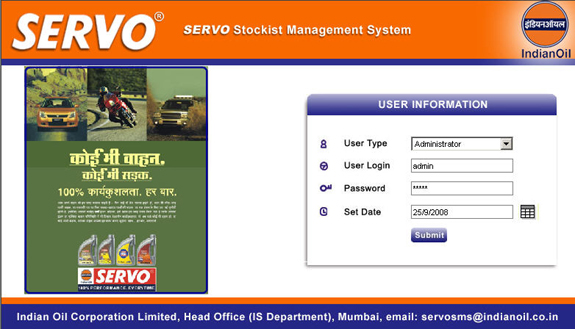 SERVO®
SERVO Stockist Management System
इंडियनऑयल
IndianOil
कोई भी वाहन.
कोई भी सड़क.
100% कार्यकुशलता. हर बार.
SERVO
100% PERFORMANCE. EVERYTIME.
USER INFORMATION
User Type Administrator
User Login admin
Password *****
Set Date 25/9/2008
Submit
Indian Oil Corporation Limited, Head Office (IS Department), Mumbai, email: servosms@indianoil.co.in